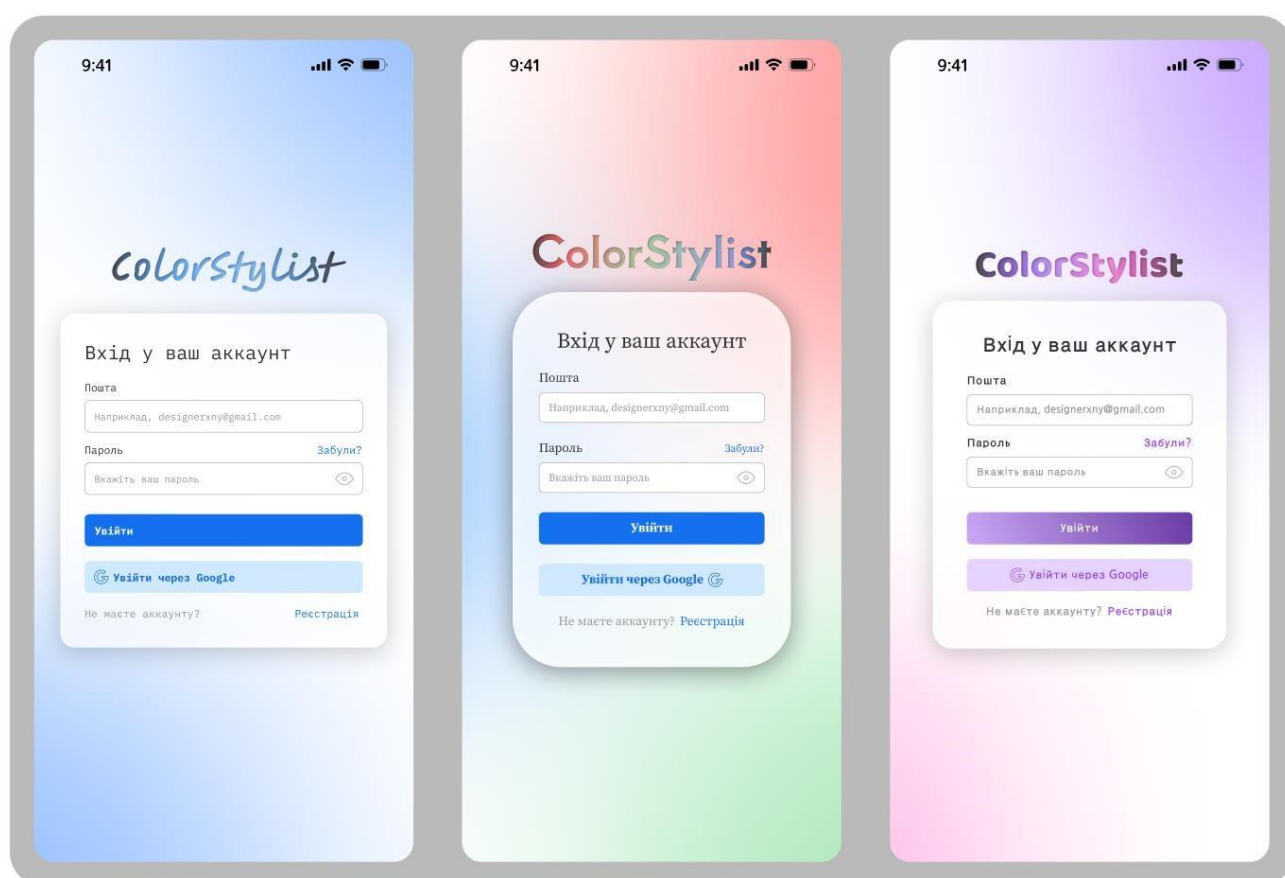 9:41
ColorStylist
Вхід у ваш аккаунт
Пошта
Наприклад, designerxny@gmail.com
Пароль Забули?
Вкажіть ваш пароль
Увійти
Увійти через Google
Не маєте аккаунту? Реєстрація
9:41
ColorStylist
Вхід у ваш аккаунт
Пошта
Наприклад, designerxny@gmail.com
Пароль Забули?
Вкажіть ваш пароль
Увійти
Увійти через Google
Не маєте аккаунту? Реєстрація
9:41
ColorStylist
Вхід у ваш аккаунт
Пошта
Наприклад, designerxny@gmail.com
Пароль Забули?
Вкажіть ваш пароль
Увійти
Увійти через Google
Не маєте аккаунту? Реєстрація